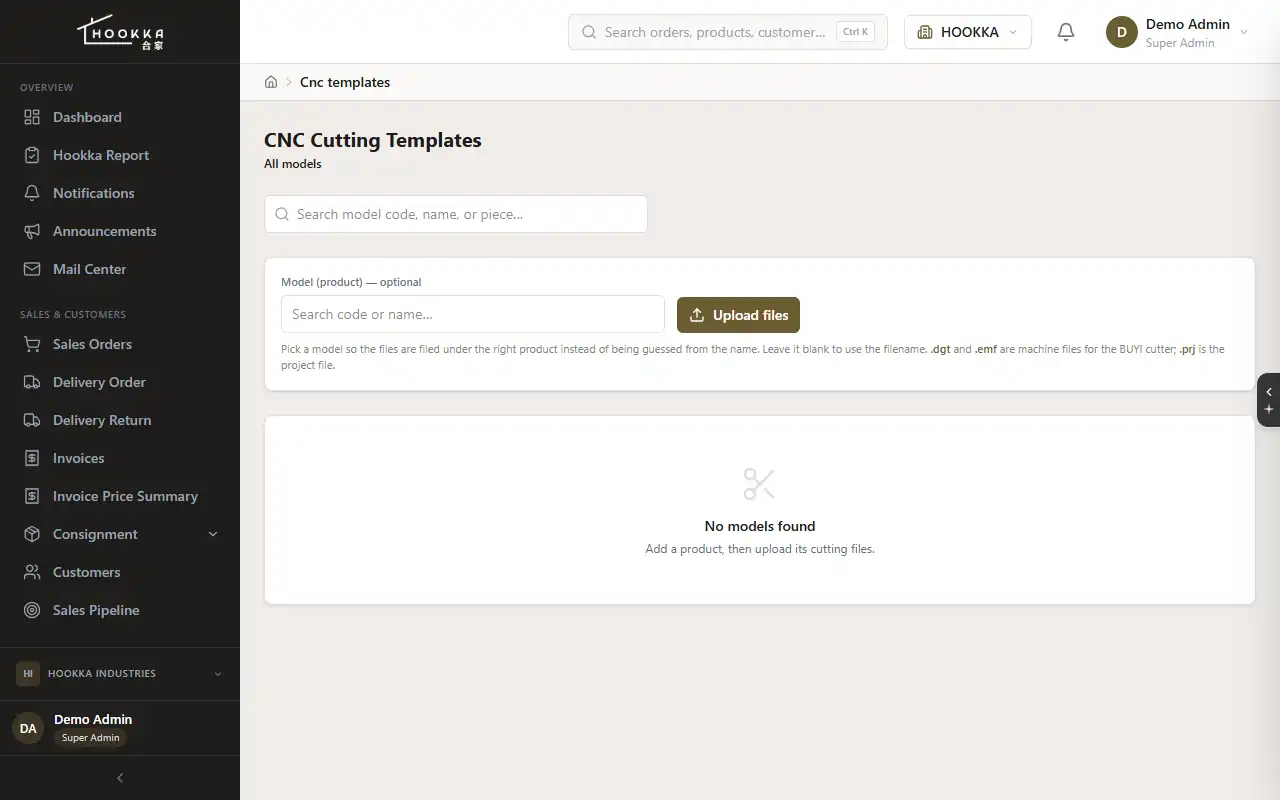 HOOKKA
合家
Search orders, products, customer...
Ctrl K
HOOKKA
D
Demo Admin
Super Admin
OVERVIEW
Dashboard
Hookka Report
Notifications
Announcements
Mail Center
SALES & CUSTOMERS
Sales Orders
Delivery Order
Delivery Return
Invoices
Invoice Price Summary
Consignment
Customers
Sales Pipeline
HI
HOOKKA INDUSTRIES
DA
Demo Admin
Super Admin
Cnc templates
CNC Cutting Templates
All models
Search model code, name, or piece...
Model (product) — optional
Search code or name...
Upload files
Pick a model so the files are filed under the right product instead of being guessed from the name. Leave it blank to use the filename. .dgt and .emf are machine files for the BUYI cutter; .prj is the
project file.
No models found
Add a product, then upload its cutting files.